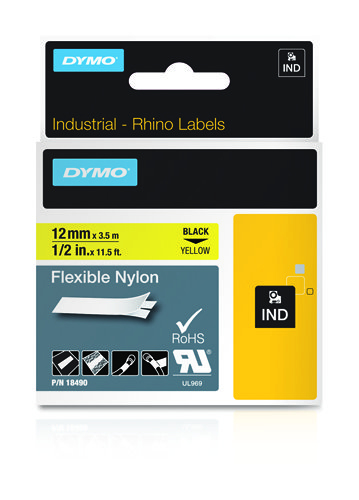 DYMO
IND
Industrial - Rhino Labels
DYMO
12mm x 3.5 m
1/2 in. x 11.5 ft.
BLACK
YELLOW
Flexible Nylon
IND
RoHS
UL969
P/N 18490